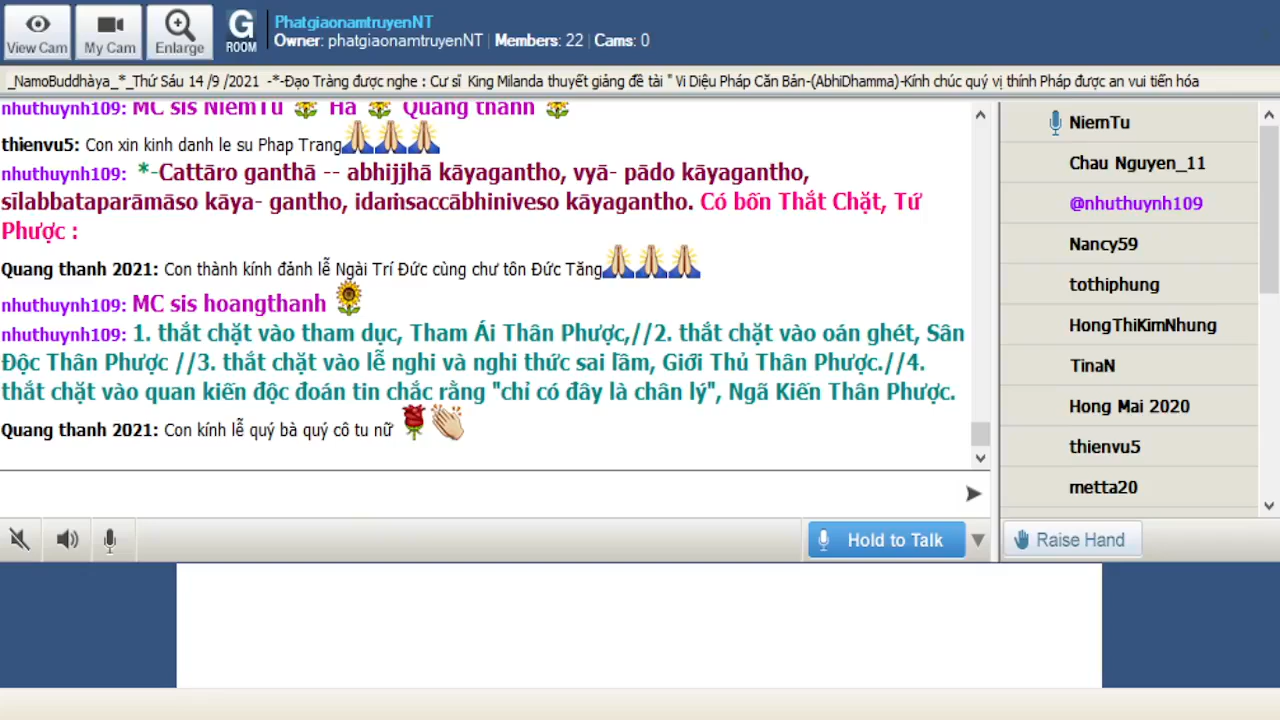 View Cam
My Cam
Enlarge
G
ROOM
PhatgiaonamtruyenNT
Owner: phatgiaonamtruyenNT | Members: 22 | Cams: 0
_NamoBuddhàya_*_Thứ Sáu 14 /9 /2021 -*-Đạo Tràng được nghe : Cư sĩ King Milanda thuyết giảng đề tài " Vi Diệu Pháp Căn Bản-(AbhiDhamma)-Kính chúc quý vị thính Pháp được an vui tiến hóa
nhuthuynh109: MC sis NiemTu Ha Quang thanh
thienvu5: Con xin kinh danh le su Phap Trang
nhuthuynh109: *-Cattāro ganthā -- abhijjhā kāyagantho, vyā- pādo kāyagantho,
sīlabbataparāmāso kāya- gantho, idaṁsaccābhiniveso kāyagantho. Có bốn Thắt Chặt, Tứ
Phược :
Quang thanh 2021: Con thành kính đảnh lễ Ngài Trí Đức cùng chư tôn Đức Tăng
nhuthuynh109: MC sis hoangthanh
nhuthuynh109: 1. thắt chặt vào tham dục, Tham Ái Thân Phược,//2. thắt chặt vào oán ghét, Sân
Độc Thân Phược //3. thắt chặt vào lễ nghi và nghi thức sai lầm, Giới Thủ Thân Phược.//4.
thắt chặt vào quan kiến độc đoán tin chắc rằng "chỉ có đây là chân lý", Ngã Kiến Thân Phược.
Quang thanh 2021: Con kính lễ quý bà quý cô tu nữ
NiemTu
Chau Nguyen_11
@nhuthuynh109
Nancy59
tothiphung
HongThiKimNhung
TinaN
Hong Mai 2020
thienvu5
metta20
Hold to Talk
Raise Hand